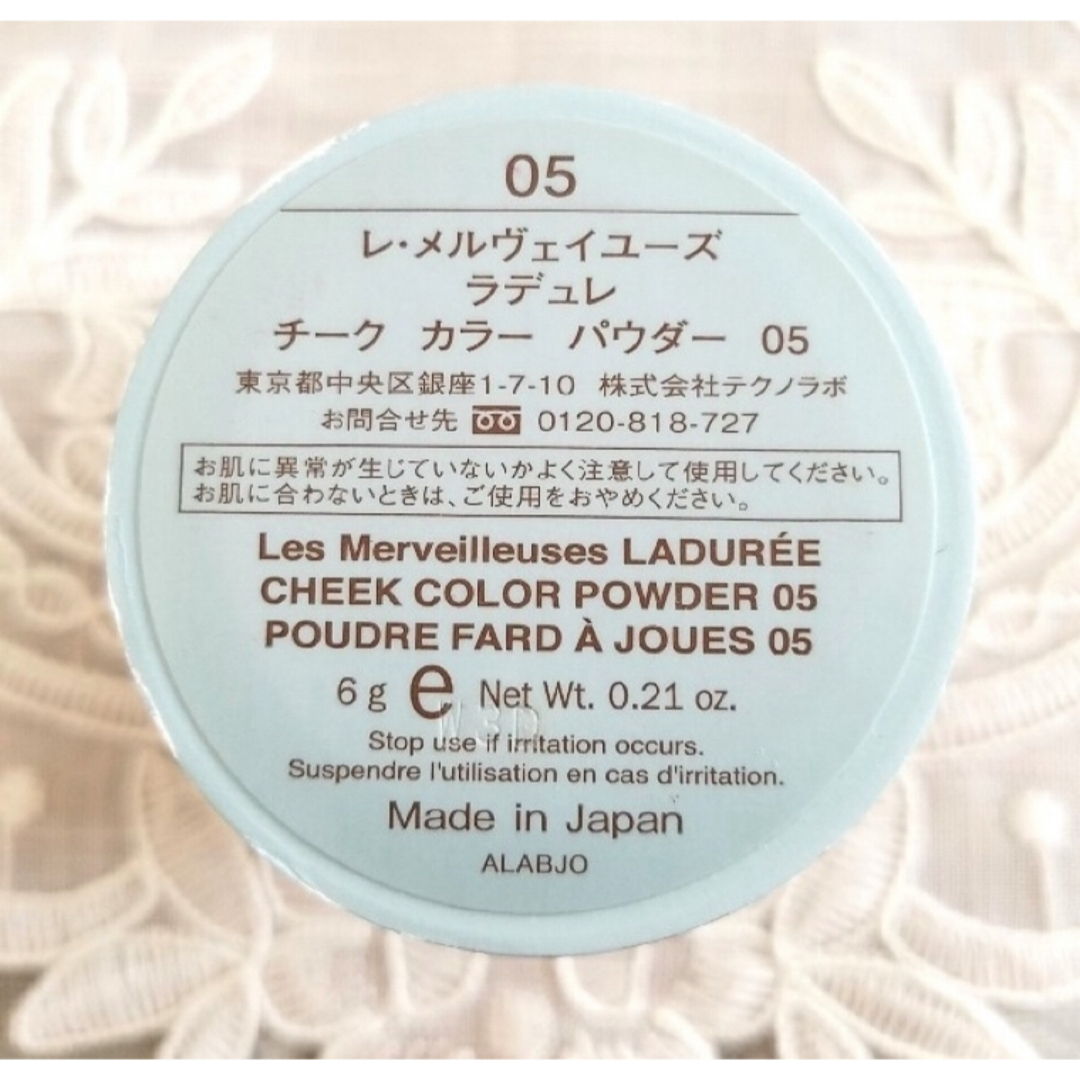 05
レ・メルヴェイユーズ
ラデュレ
チーク カラー パウダー 05
東京都中央区銀座1-7-10 株式会社テクノラボ
お問合せ先 0120-818-727
お肌に異常が生じていないかよく注意して使用してください。
お肌に合わないときは、ご使用をおやめください。
Les Merveilleuses LADURÉE
CHEEK COLOR POWDER 05
POUDRE FARD À JOUES 05
6 g e Net Wt. 0.21 oz.
Stop use if irritation occurs.
Suspendre l'utilisation en cas d'irritation.
Made in Japan
ALABJO